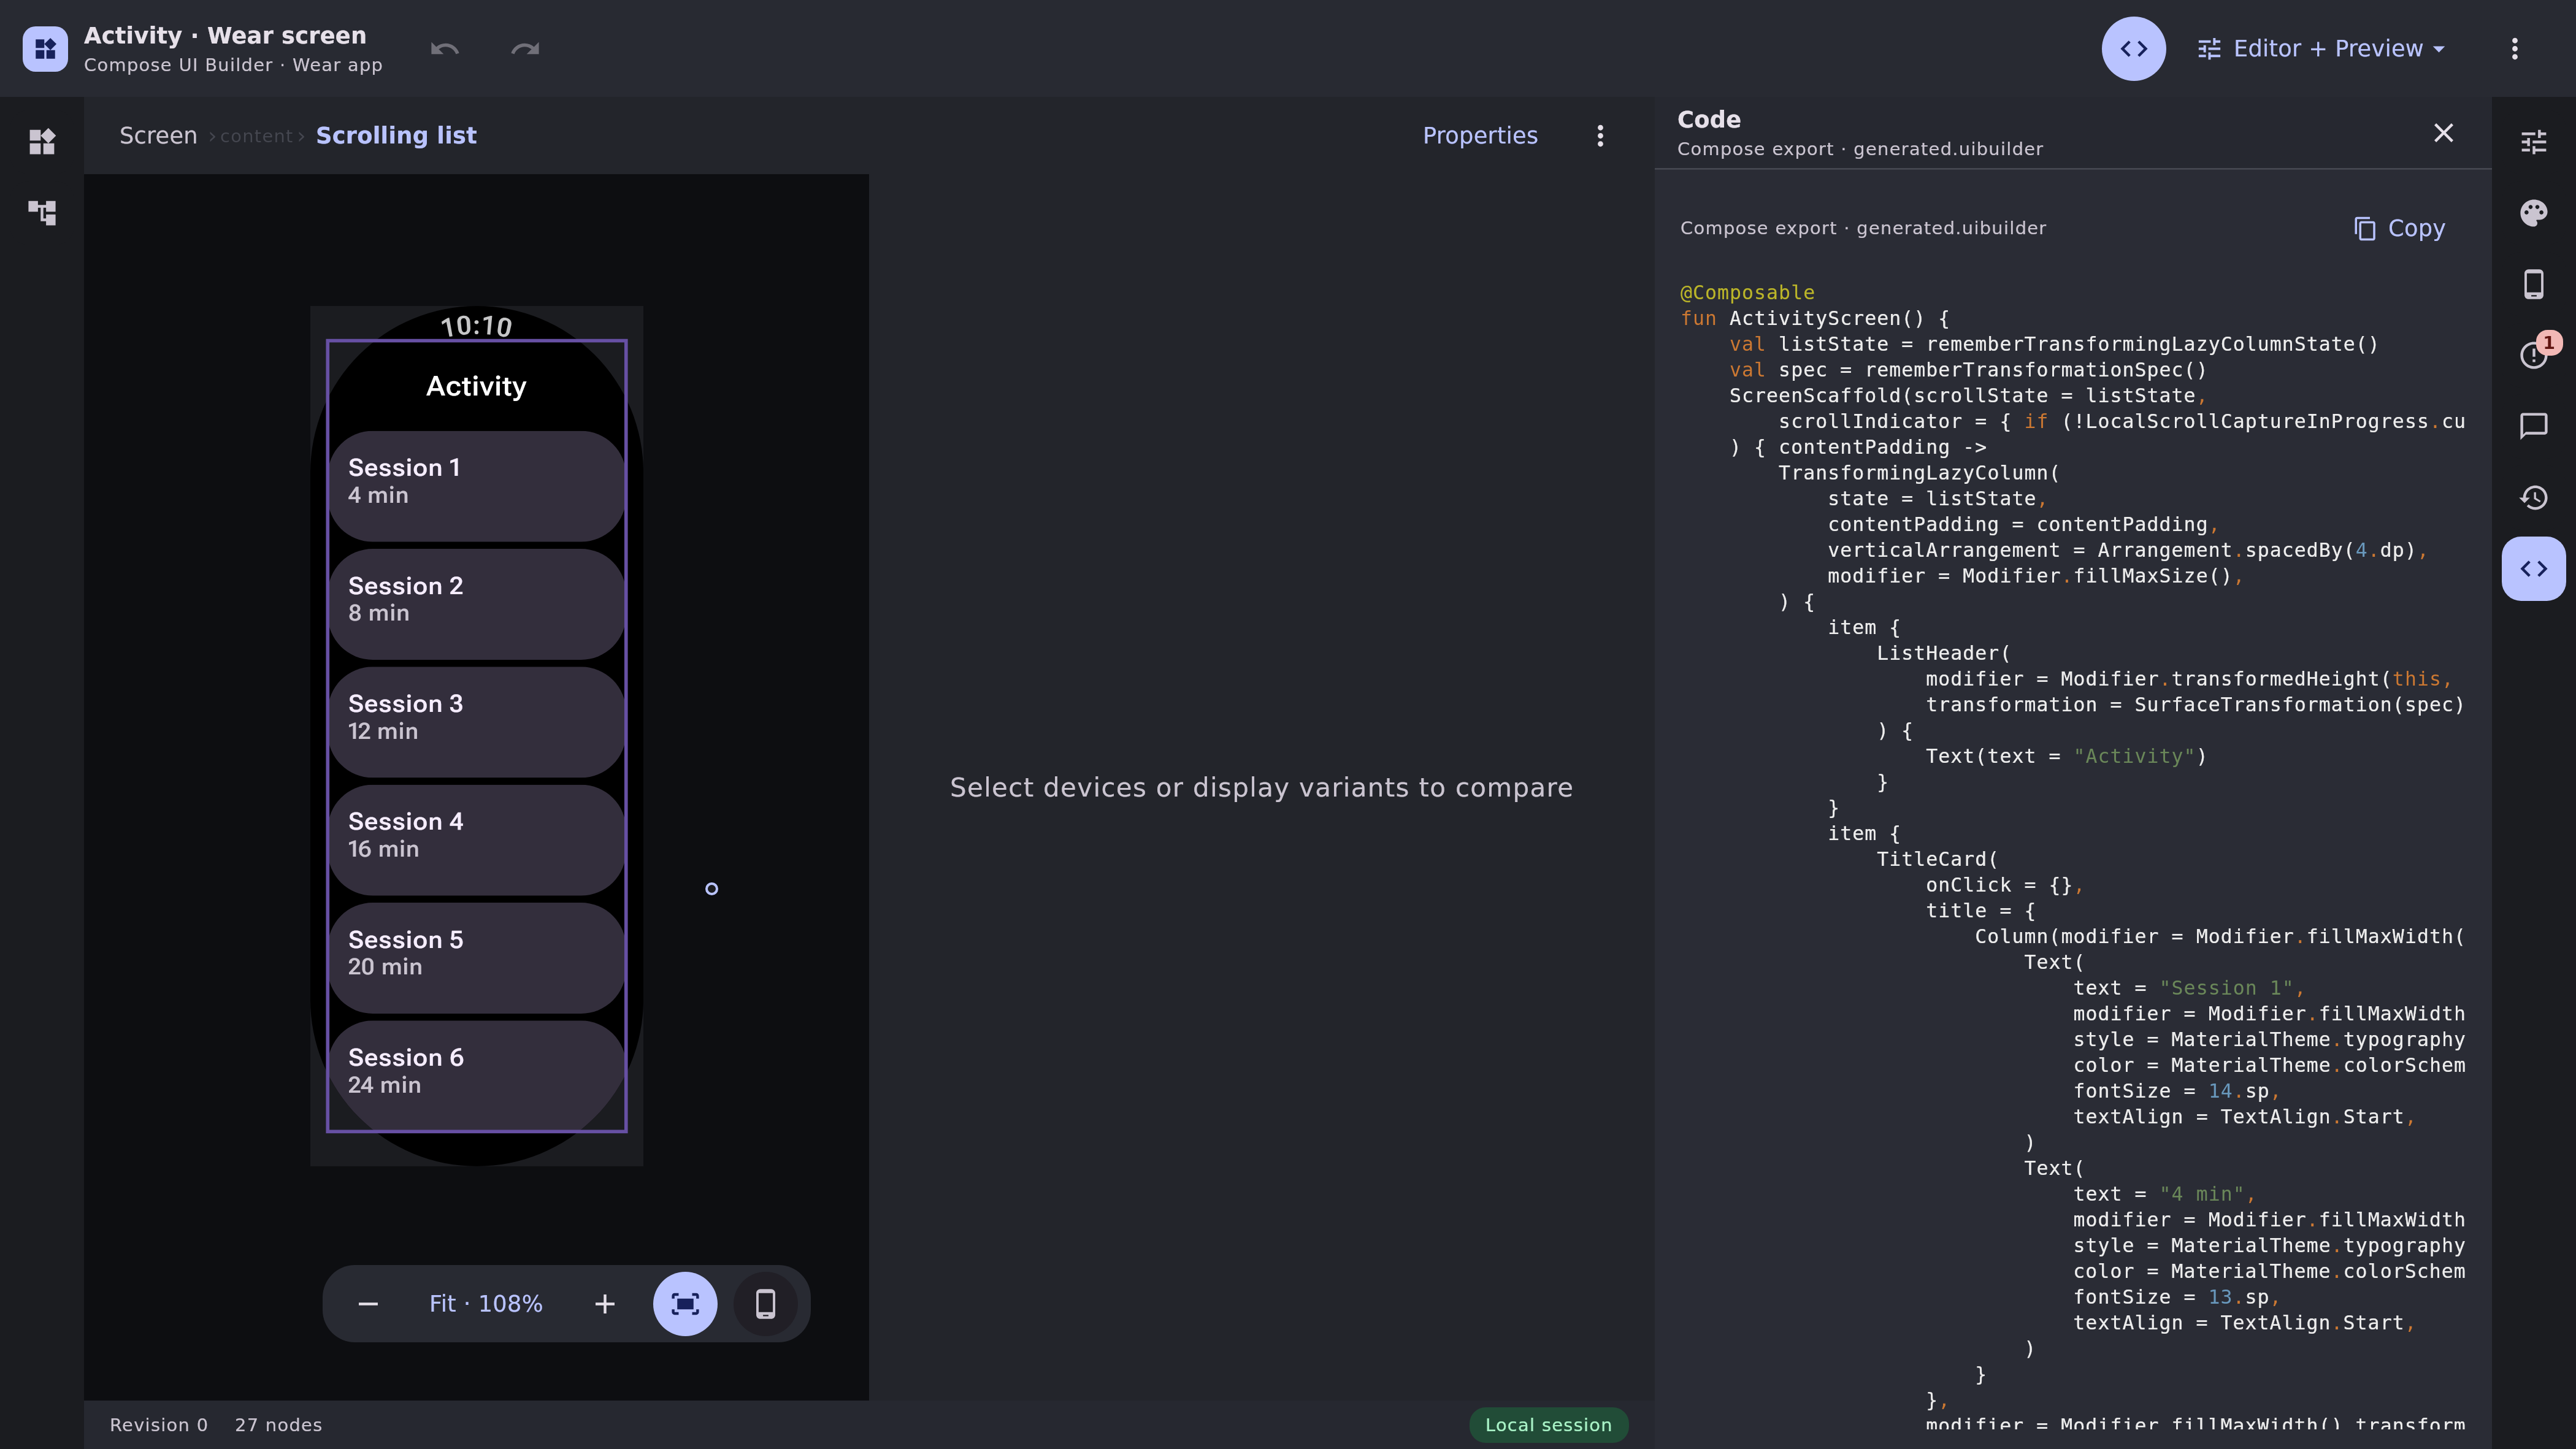 Activity · Wear screen
Compose UI Builder · Wear app
Editor + Preview
Screen › content › Scrolling list
Properties
10:10
Activity
Session 1
4 min
Session 2
8 min
Session 3
12 min
Session 4
16 min
Session 5
20 min
Session 6
24 min
Fit · 108%
Select devices or display variants to compare
Revision 0 27 nodes
Local session
Code
Compose export · generated.uibuilder
Compose export · generated.uibuilder
Copy
@Composable
fun ActivityScreen() {
val listState = rememberTransformingLazyColumnState()
val spec = rememberTransformationSpec()
ScreenScaffold(scrollState = listState,
scrollIndicator = { if (!LocalScrollCaptureInProgress.cu
) { contentPadding ->
TransformingLazyColumn(
state = listState,
contentPadding = contentPadding,
verticalArrangement = Arrangement.spacedBy(4.dp),
modifier = Modifier.fillMaxSize(),
) {
item {
ListHeader(
modifier = Modifier.transformedHeight(this,
transformation = SurfaceTransformation(spec)
) {
Text(text = "Activity")
}
}
item {
TitleCard(
onClick = {},
title = {
Column(modifier = Modifier.fillMaxWidth(
Text(
text = "Session 1",
modifier = Modifier.fillMaxWidth
style = MaterialTheme.typography
color = MaterialTheme.colorSchem
fontSize = 14.sp,
textAlign = TextAlign.Start,
)
Text(
text = "4 min",
modifier = Modifier.fillMaxWidth
style = MaterialTheme.typography
color = MaterialTheme.colorSchem
fontSize = 13.sp,
textAlign = TextAlign.Start,
)
}
},
modifier = Modifier.fillMaxWidth().transform
1